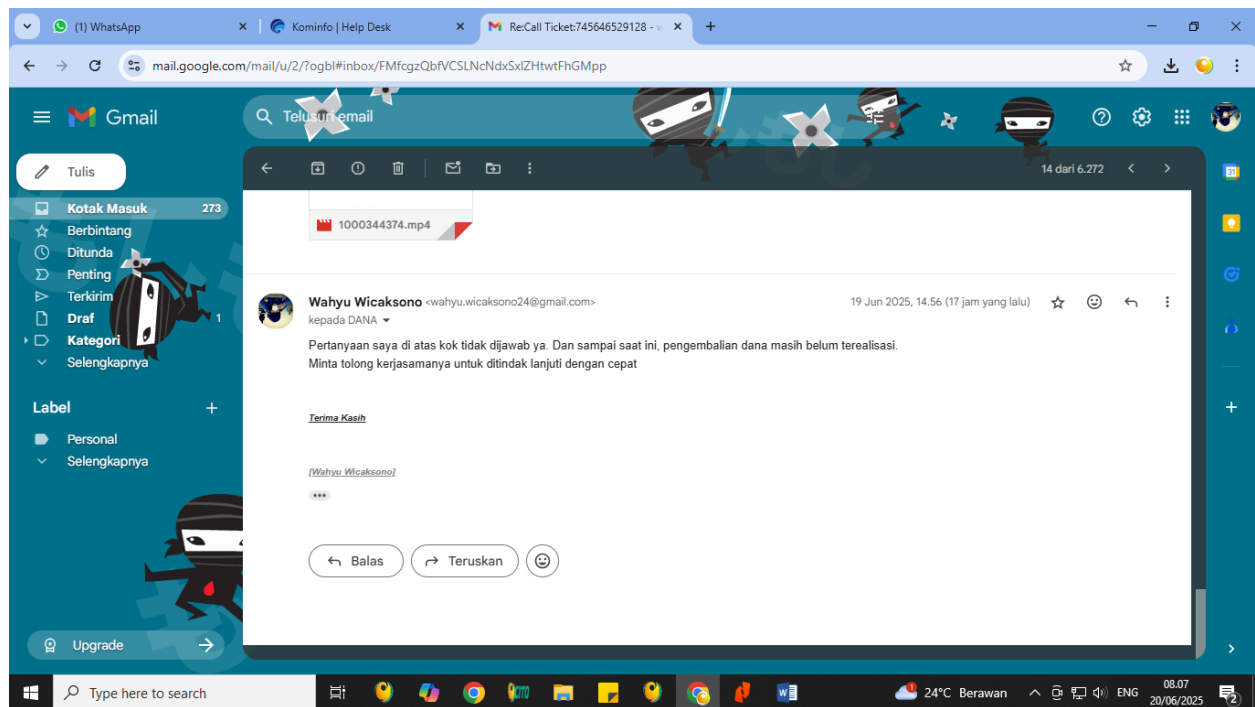 (1) WhatsApp
Kominfo | Help Desk
Re:Call Ticket:745646529128 -
mail.google.com/mail/u/2/?ogbl#inbox/FMfcgzQbfVCSLNcNdxSxlZHtwtFhGMpp
Gmail
Telusuri email
Tulis
14 dari 6.272
31
Kotak Masuk 273
Berbintang
Ditunda
Penting
Terkirim
Draf 1
Kategori
Selengkapnya
Label
Personal
Selengkapnya
Upgrade
1000344374.mp4
Wahyu Wicaksono <wahyu.wicaksono24@gmail.com> 19 Jun 2025, 14.56 (17 jam yang lalu)
kepada DANA
Pertanyaan saya di atas kok tidak dijawab ya. Dan sampai saat ini, pengembalian dana masih belum terealisasi.
Minta tolong kerjasamanya untuk ditindak lanjuti dengan cepat
Terima Kasih
[Wahyu Wicaksono]
Balas Teruskan
Type here to search
24°C Berawan
ENG
08.07
20/06/2025
2